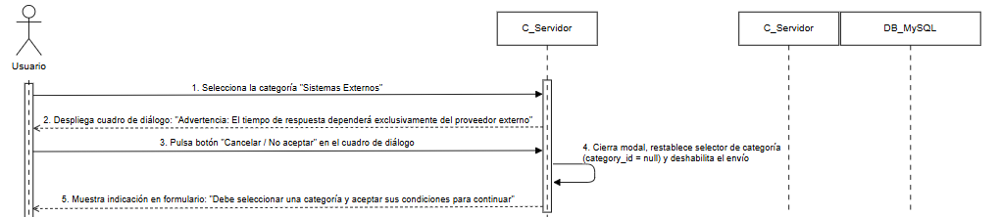 C_Servidor
C_Servidor
DB_MySQL
Usuario
1. Selecciona la categoría "Sistemas Externos"
2. Despliega cuadro de diálogo: "Advertencia: El tiempo de respuesta dependerá exclusivamente del proveedor externo"
3. Pulsa botón "Cancelar / No aceptar" en el cuadro de diálogo
4. Cierra modal, restablece selector de categoría
(category_id = null) y deshabilita el envío
5. Muestra indicación en formulario: "Debe seleccionar una categoría y aceptar sus condiciones para continuar"